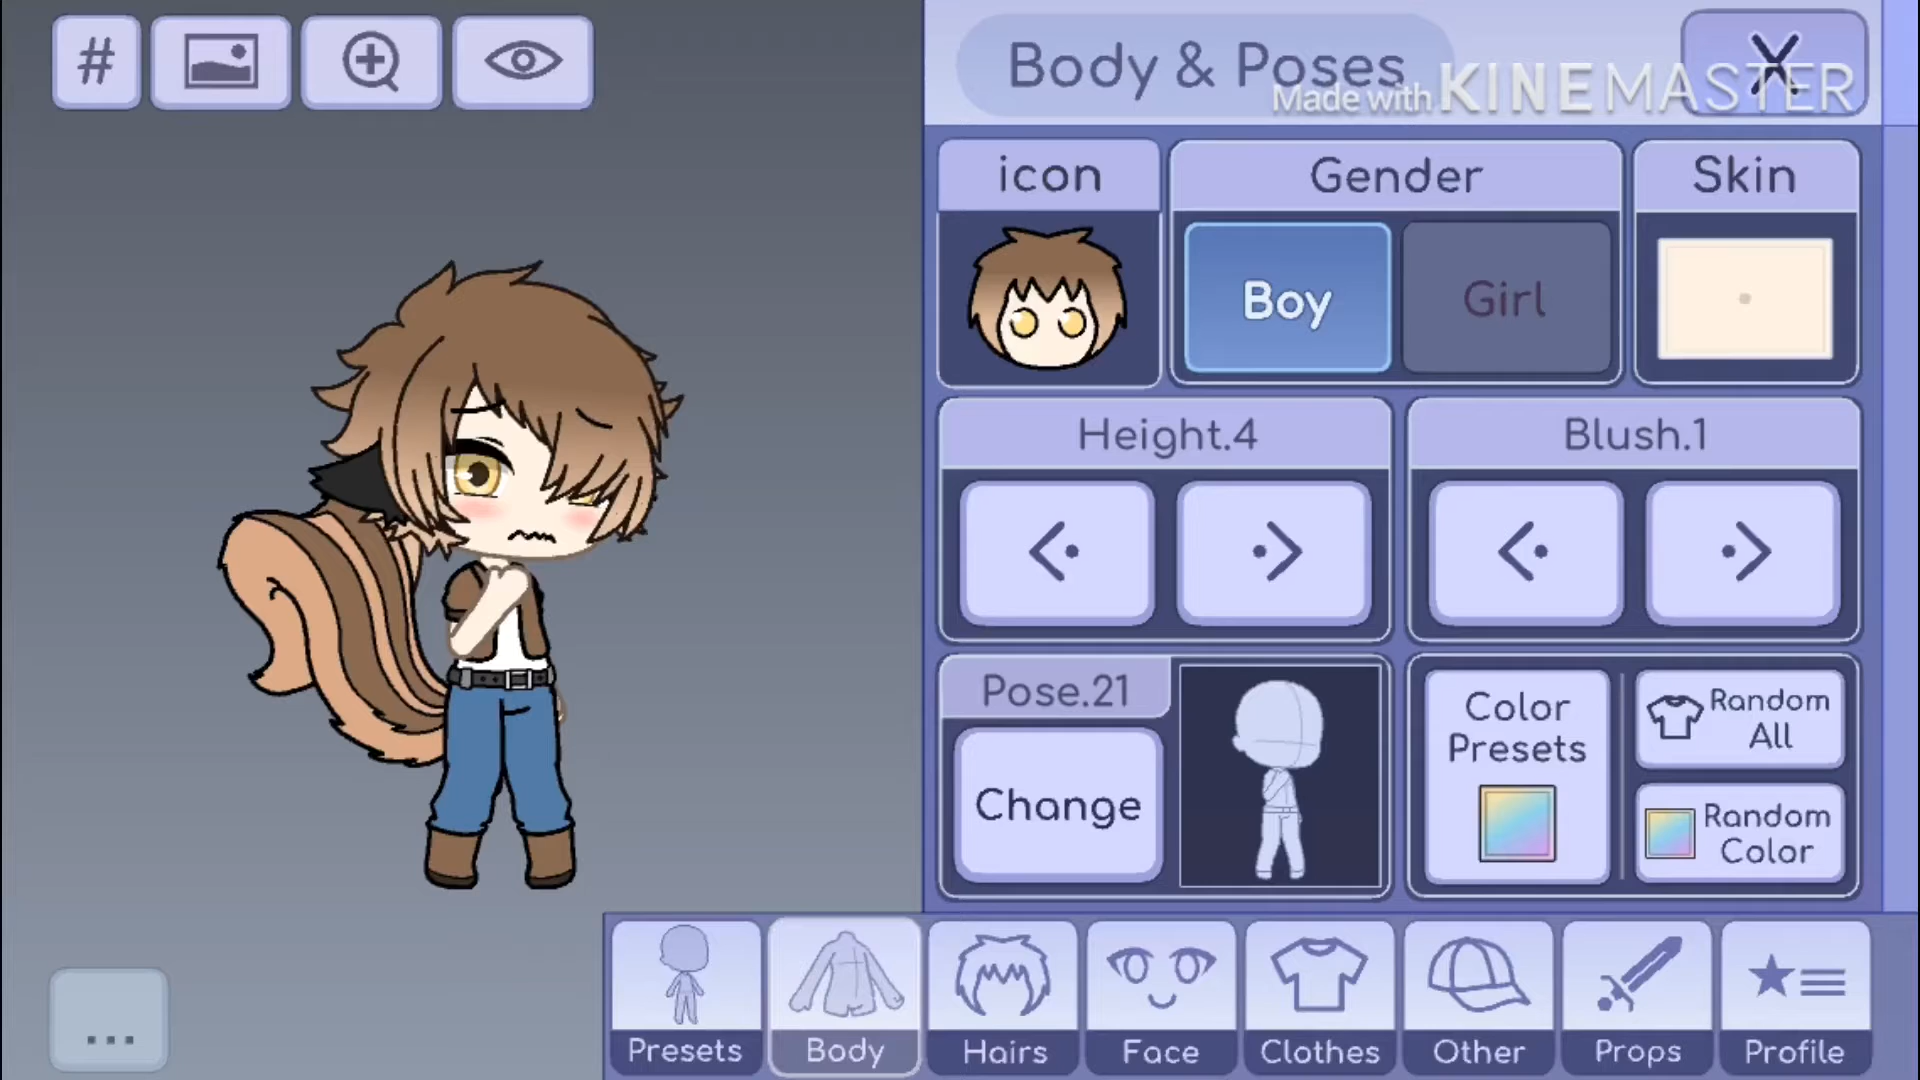 #
Body & Poses
X
Made with KINEMASTER
icon
Gender
Skin
Boy
Girl
Height.4
Blush.1
Pose.21
Change
Color
Presets
Random
All
Random
Color
...
Presets
Body
Hairs
Face
Clothes
Other
Props
Profile